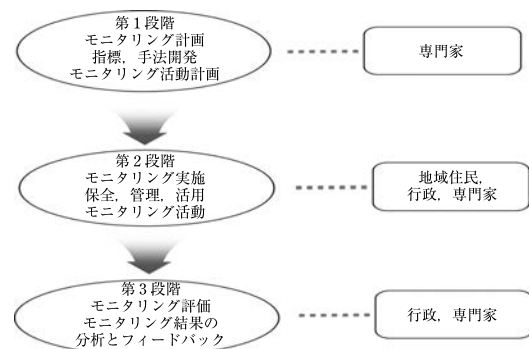 第1段階
モニタリング計画
指標，手法開発
モニタリング活動計画
専門家
第2段階
モニタリング実施
保全，管理，活用
モニタリング活動
地域住民，
行政，専門家
第3段階
モニタリング評価
モニタリング結果の
分析とフィードバック
行政，専門家